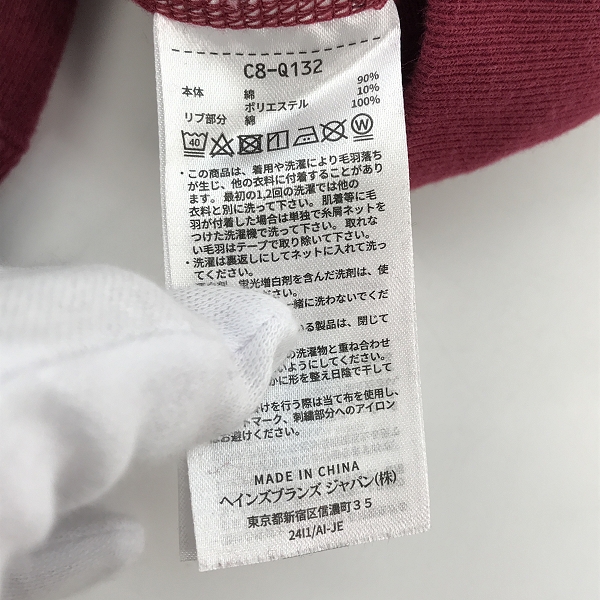 C8-Q132
本体 綿 90%
ポリエステル 10%
リブ部分 綿 100%
40 W
・この商品は、着用や洗濯により毛羽落ち
が生じ、他の衣料に付着することがあり
ます。最初の1,2回の洗濯では他の
衣料と別に洗って下さい。肌着等に毛
羽が付着した場合は単独で糸屑ネットを
つけた洗濯機で洗って下さい。取れな
い毛羽はテープで取り除いて下さい。
・洗濯は裏返しにしてネットに入れて洗っ
てください。
蛍光増白剤を含んだ洗剤は、使
ださい。
一緒に洗わないでくだ
いる製品は、閉じて
の洗濯物と重ね合わせ
いようにしてください。
かに形を整え日陰で干して
けを行う際は当て布を使用し、
トマーク、刺繍部分へのアイロン
はお避けください。
MADE IN CHINA
ヘインズブランズ ジャパン(株)
東京都新宿区信濃町35
24I1/AI-JE